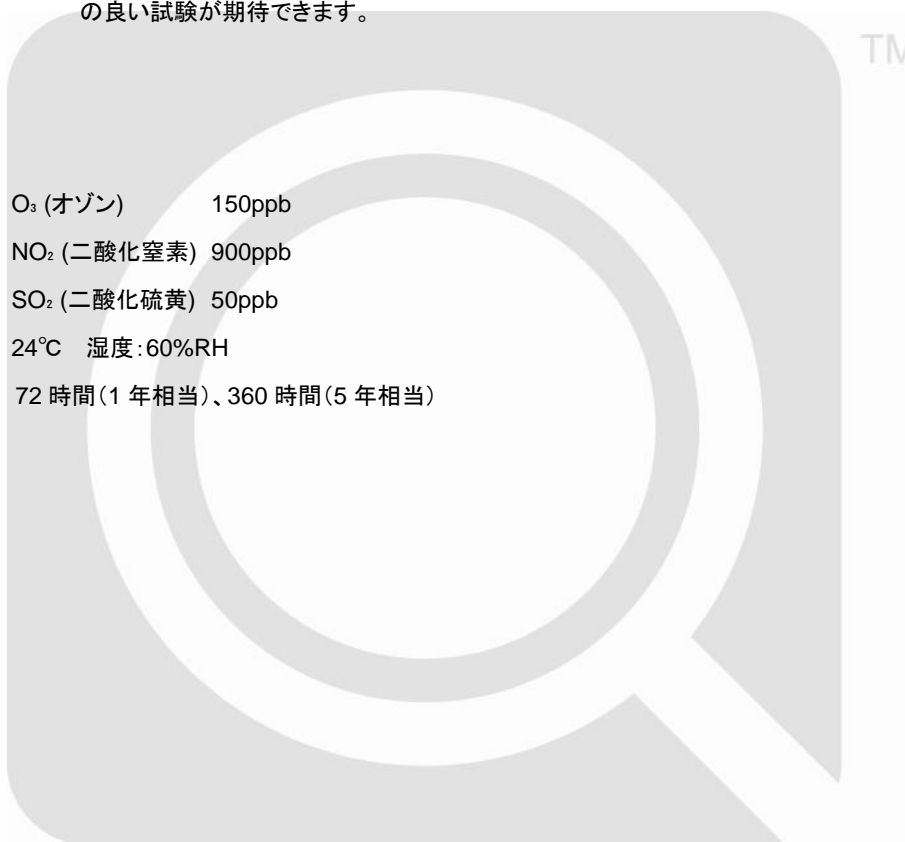 の良い試験が期待できます。
TM
O₃ (オゾン) 150ppb
NO₂ (二酸化窒素) 900ppb
SO₂ (二酸化硫黄) 50ppb
24℃ 湿度:60%RH
72 時間(1 年相当)、360 時間(5 年相当)